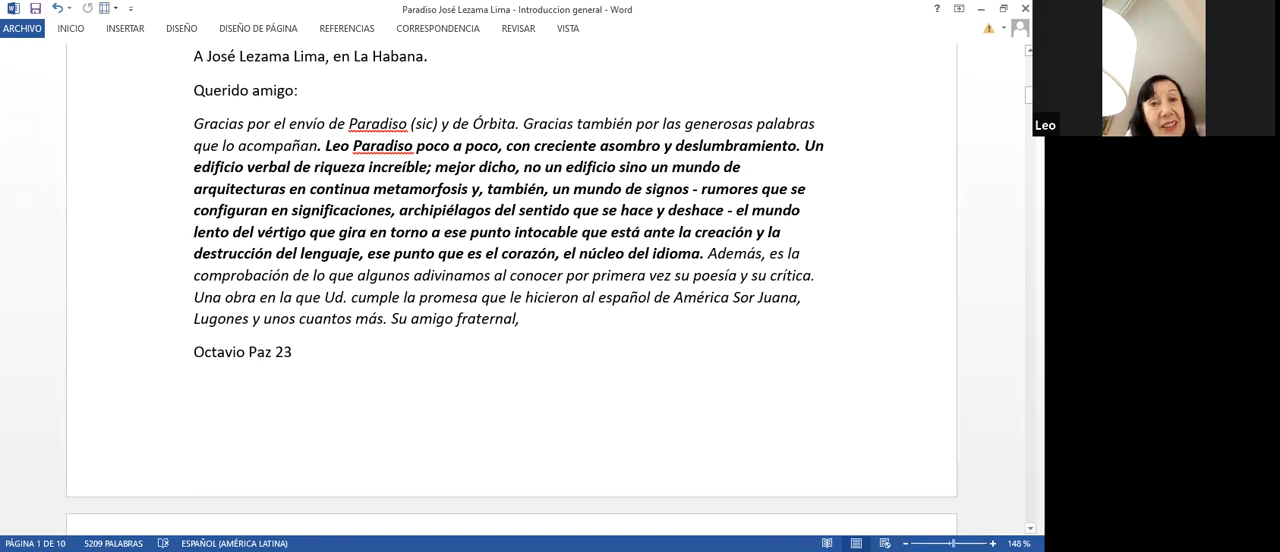 Paradiso José Lezama Lima - Introduccion general - Word
ARCHIVO INICIO INSERTAR DISEÑO DISEÑO DE PÁGINA REFERENCIAS CORRESPONDENCIA REVISAR VISTA
A José Lezama Lima, en La Habana.
Querido amigo:
Gracias por el envío de Paradiso (sic) y de Órbita. Gracias también por las generosas palabras
que lo acompañan. Leo Paradiso poco a poco, con creciente asombro y deslumbramiento. Un
edificio verbal de riqueza increíble; mejor dicho, no un edificio sino un mundo de
arquitecturas en continua metamorfosis y, también, un mundo de signos - rumores que se
configuran en significaciones, archipiélagos del sentido que se hace y deshace - el mundo
lento del vértigo que gira en torno a ese punto intocable que está ante la creación y la
destrucción del lenguaje, ese punto que es el corazón, el núcleo del idioma. Además, es la
comprobación de lo que algunos adivinamos al conocer por primera vez su poesía y su crítica.
Una obra en la que Ud. cumple la promesa que le hicieron al español de América Sor Juana,
Lugones y unos cuantos más. Su amigo fraternal,
Octavio Paz 23
Leo
PÁGINA 1 DE 10 5209 PALABRAS ESPAÑOL (AMÉRICA LATINA) 148 %